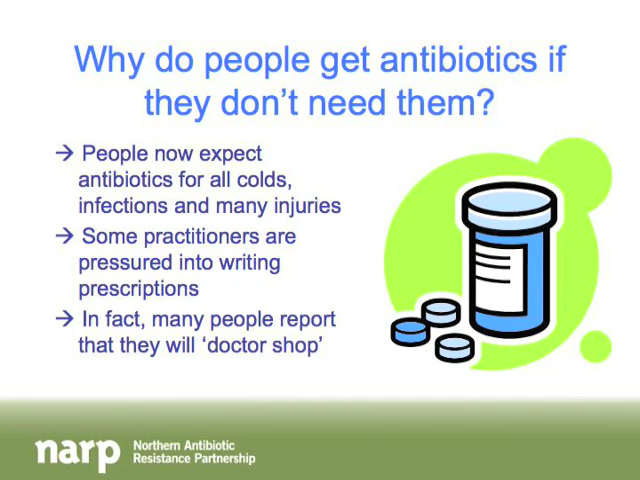 Why do people get antibiotics if
they don't need them?
→ People now expect
antibiotics for all colds,
infections and many injuries
→ Some practitioners are
pressured into writing
prescriptions
→ In fact, many people report
that they will ‘doctor shop’
narp
Northern Antibiotic
Resistance Partnership